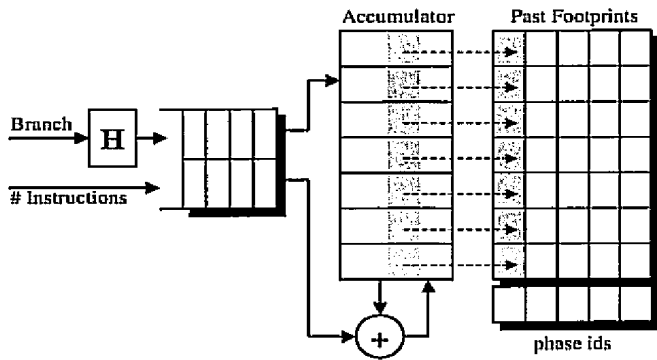 Accumulator
Past Footprints
Branch
H
# Instructions
+
phase ids